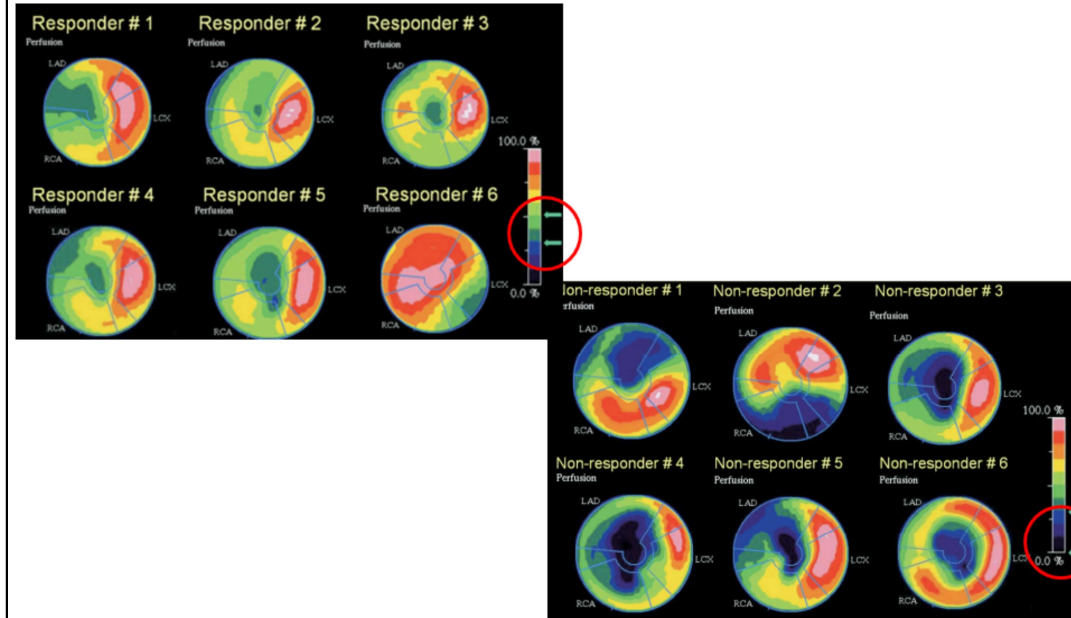 Responder # 1
Responder # 2
Responder # 3
Perfusion
Perfusion
Perfusion
LAD
LAD
LAD
LCX
LCX
LCX
RCA
RCA
RCA
100.0 %
Responder # 4
Responder # 5
Responder # 6
Perfusion
Perfusion
Perfusion
LAD
LAD
LAD
LCX
LCX
LCX
RCA
RCA
RCA
0.0 %
Non-responder # 1
Non-responder # 2
Non-responder # 3
Perfusion
Perfusion
Perfusion
LAD
LAD
LAD
LCX
LCX
LCX
RCA
RCA
RCA
100.0 %
Non-responder # 4
Non-responder # 5
Non-responder # 6
Perfusion
Perfusion
Perfusion
LAD
LAD
LAD
LCX
LCX
LCX
RCA
RCA
RCA
0.0 %